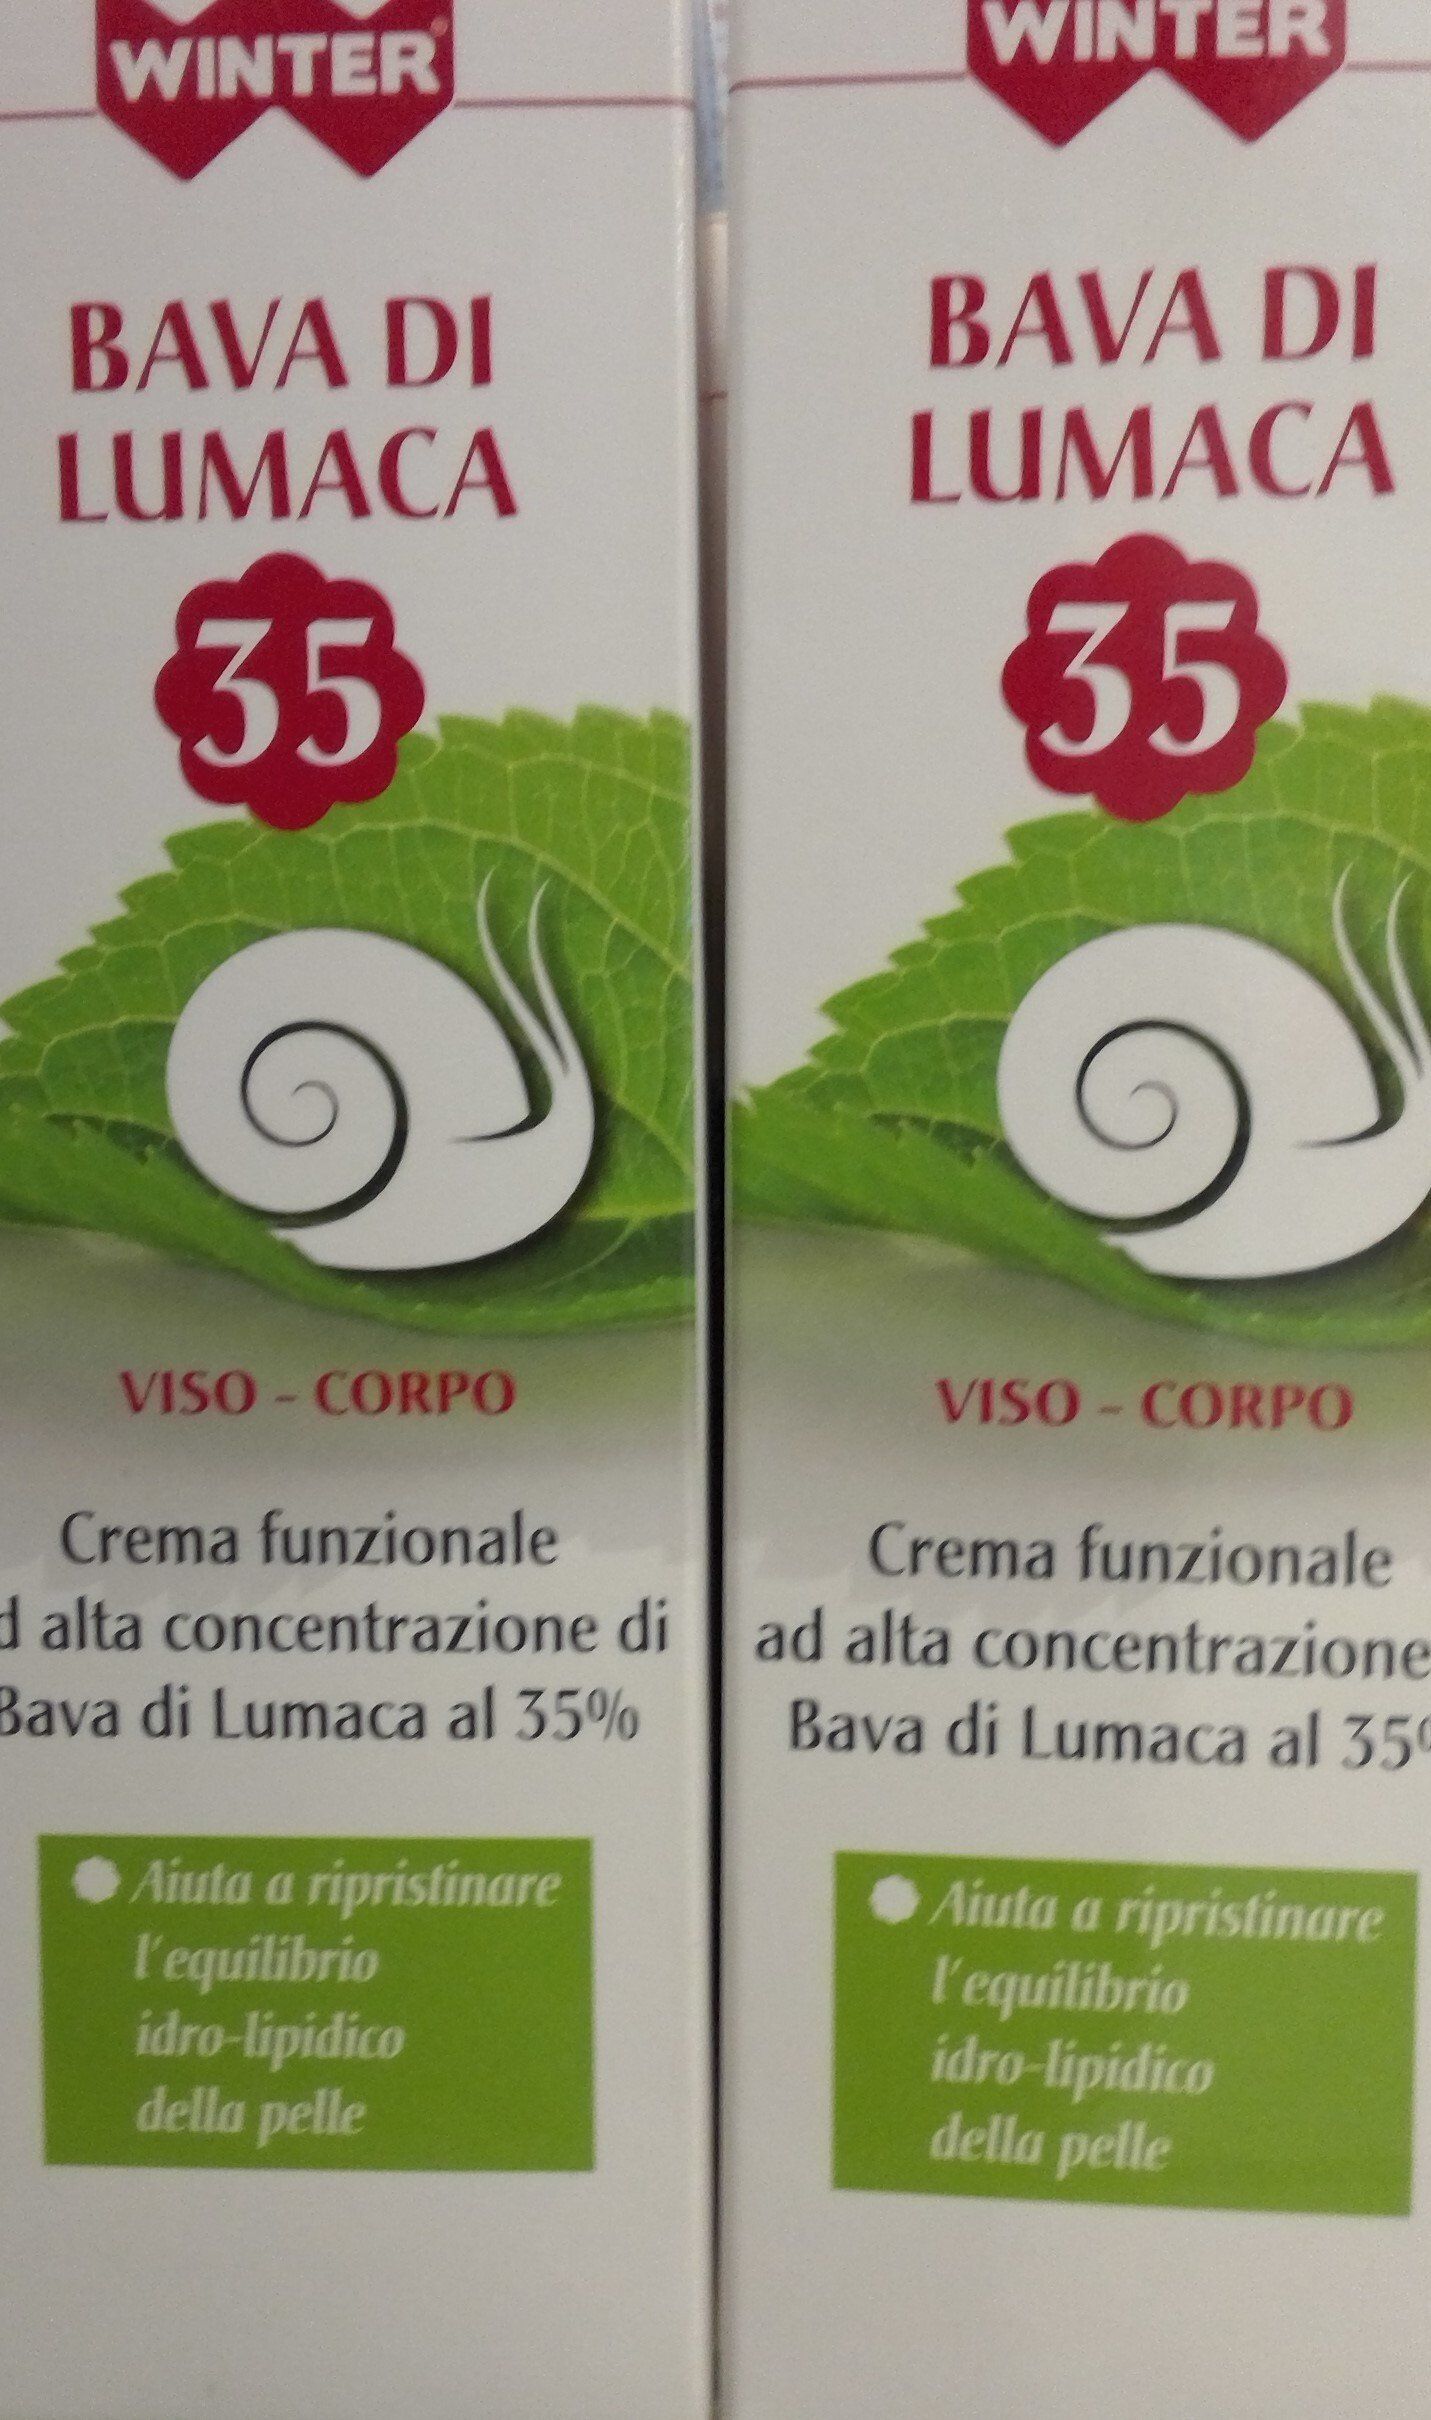 WINTER
BAVA DI
LUMACA
35
VISO - CORPO
Crema funzionale
d alta concentrazione di
Bava di Lumaca al 35%
Aiuta a ripristinare
l'equilibrio
idro-lipidico
della pelle
WINTER
BAVA DI
LUMACA
35
VISO - CORPO
Crema funzionale
ad alta concentrazione
Bava di Lumaca al 35
Aiuta a ripristinare
l'equilibrio
idro-lipidico
della pelle